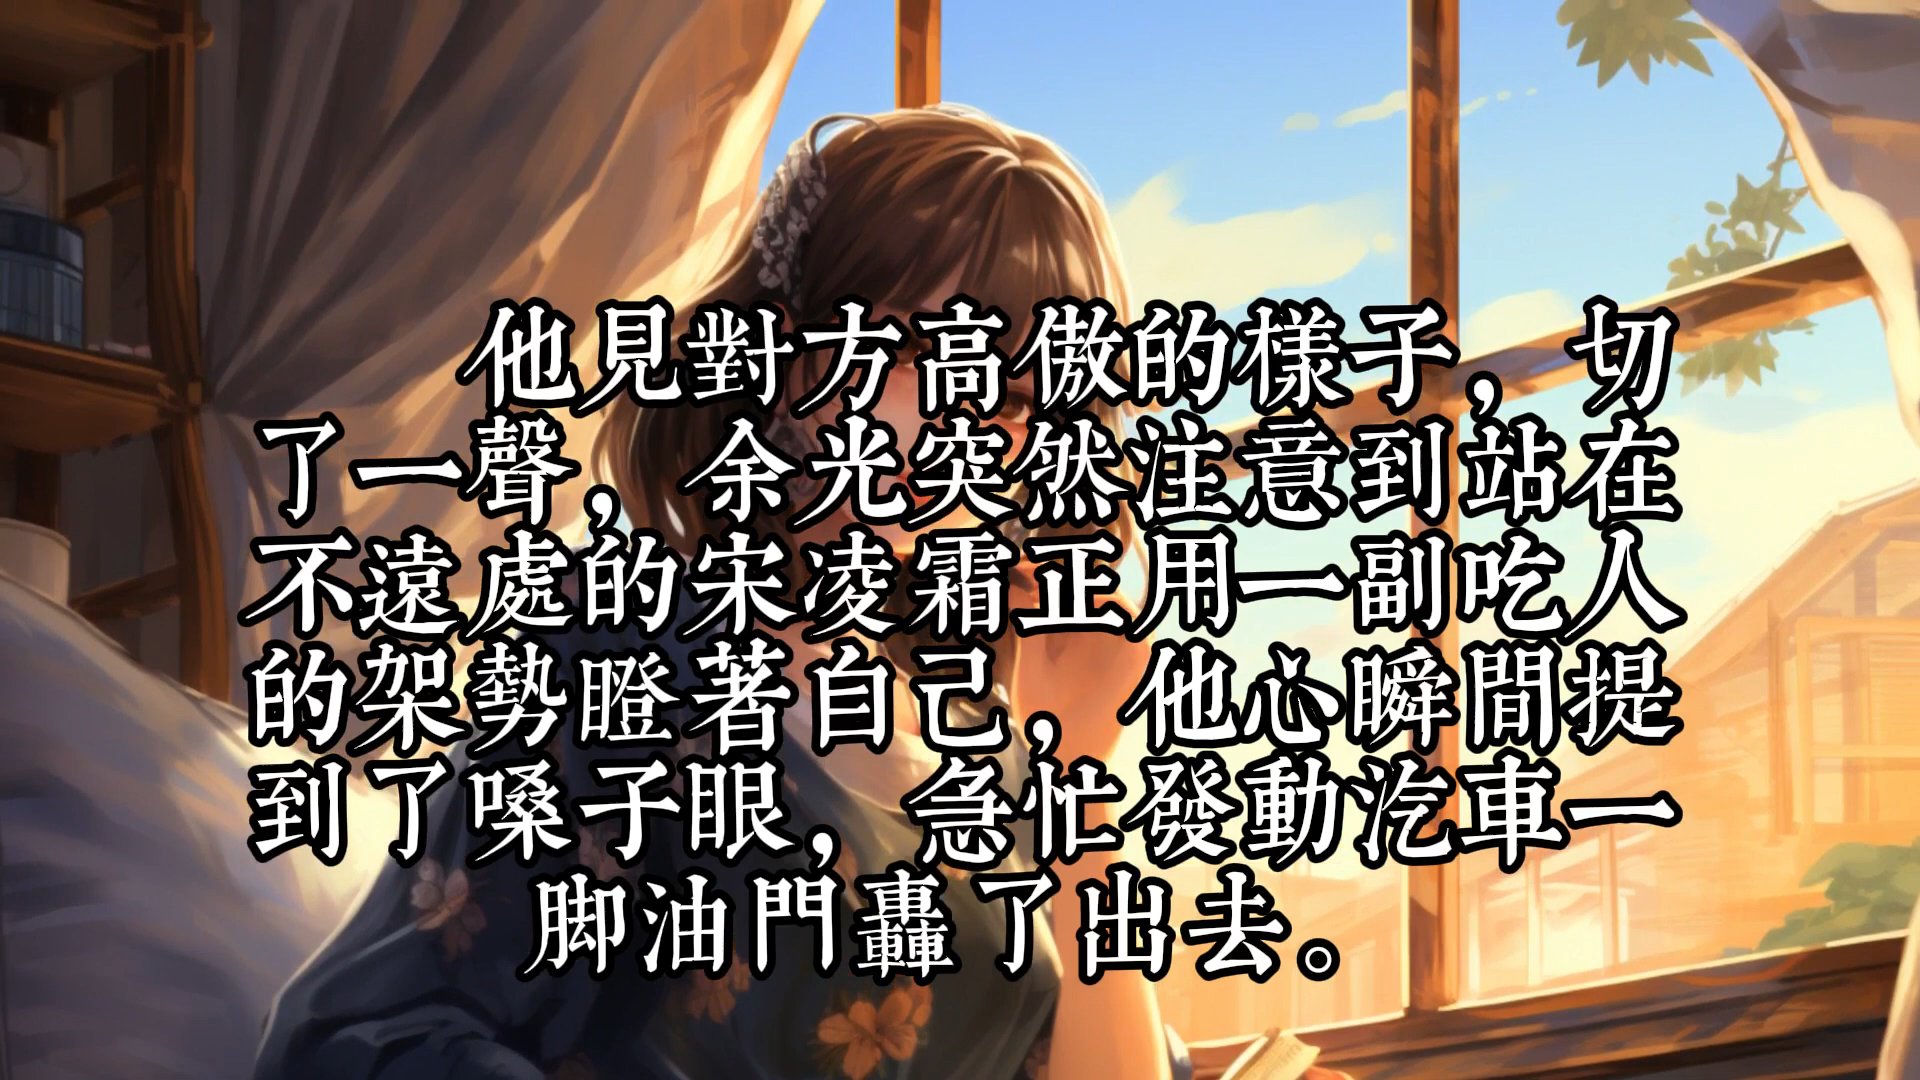 他見對方高傲的樣子，切
了一聲，余光突然注意到站在
不遠處的宋凌霜正用一副吃人
的架勢瞪著自己，他心瞬間提
到了嗓子眼，急忙發動汽車一
脚油門轟了出去。